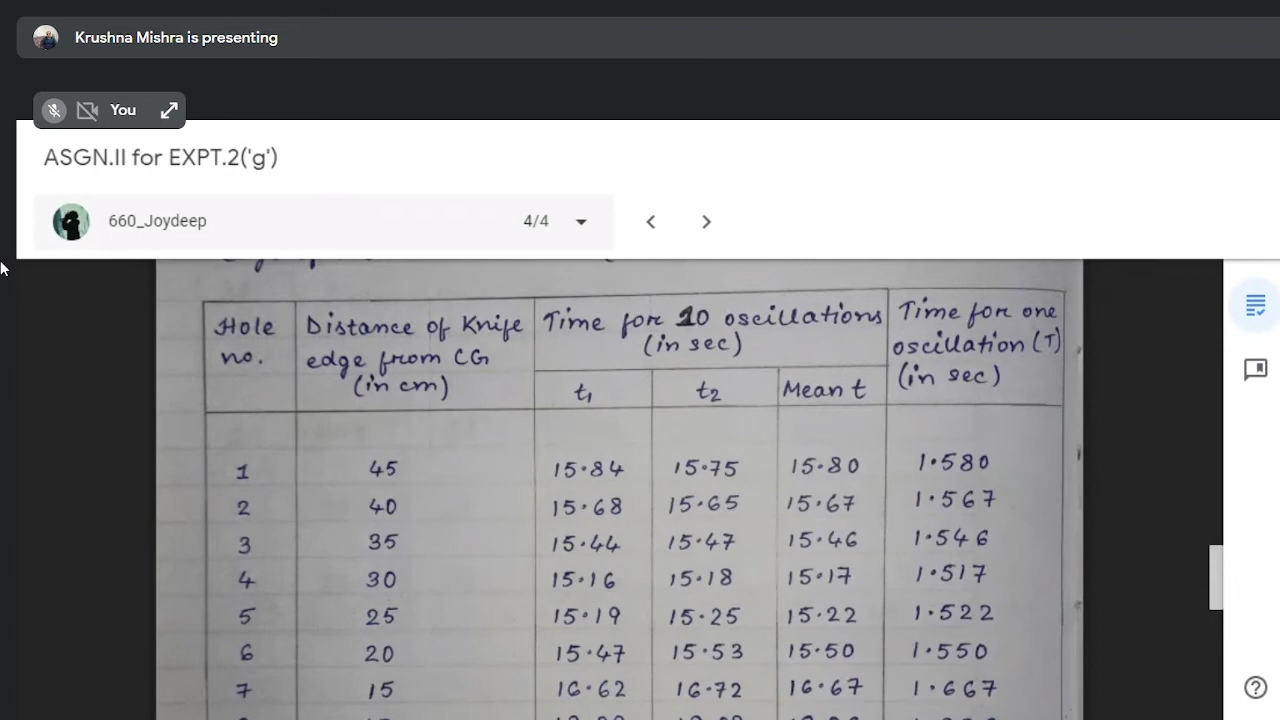 Krushna Mishra is presenting
You
ASGN.II for EXPT.2('g')
660_Joydeep 4/4
Hole no. Distance of Knife edge from CG (in cm) Time for 10 oscillations (in sec) Time for one oscillation (T) (in sec)
t₁ t₂ Mean t
1 45 15.84 15.75 15.80 1.580
2 40 15.68 15.65 15.67 1.567
3 35 15.44 15.47 15.46 1.546
4 30 15.16 15.18 15.17 1.517
5 25 15.19 15.25 15.22 1.522
6 20 15.47 15.53 15.50 1.550
7 15 16.62 16.72 16.67 1.667